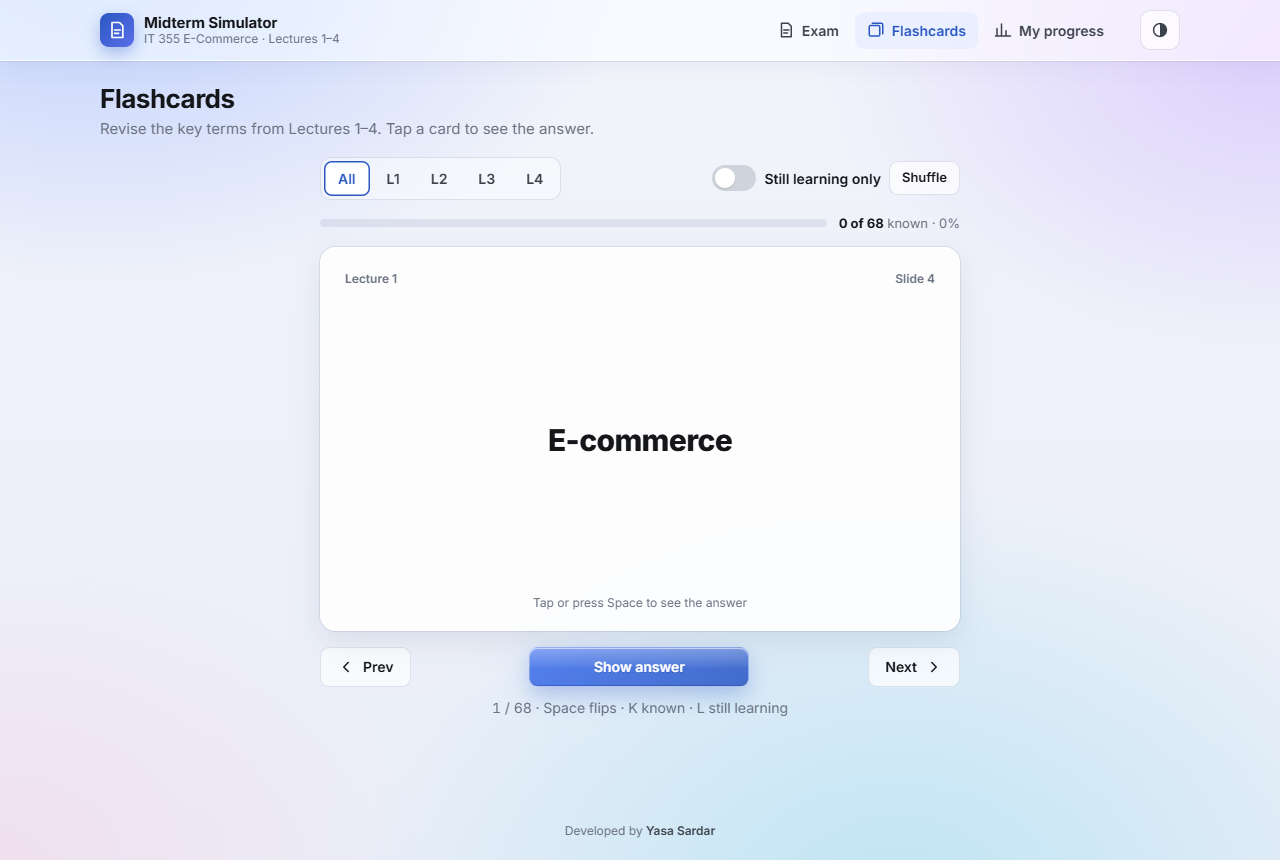 Midterm Simulator
IT 355 E-Commerce · Lectures 1–4
Exam
Flashcards
My progress
Flashcards
Revise the key terms from Lectures 1–4. Tap a card to see the answer.
All L1 L2 L3 L4
Still learning only
Shuffle
0 of 68 known · 0%
Lecture 1
Slide 4
E-commerce
Tap or press Space to see the answer
Prev
Show answer
Next
1 / 68 · Space flips · K known · L still learning
Developed by Yasa Sardar